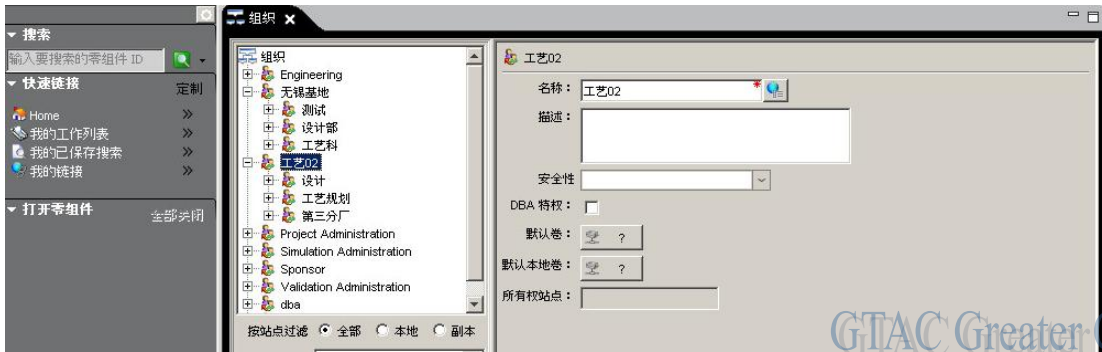 组织
搜索
输入要搜索的零组件 ID
快速链接
定制
Home
我的工作列表
我的已保存搜索
我的链接
打开零组件
全部关闭
组织
Engineering
无锡基地
测试
设计部
工艺科
工艺02
设计
工艺规划
第三分厂
Project Administration
Simulation Administration
Sponsor
Validation Administration
dba
按站点过滤 全部 本地 副本
工艺02
名称： 工艺02 *
描述：
安全性
DBA 特权：
默认卷： ?
默认本地卷： ?
所有权站点：
GTAC Greater